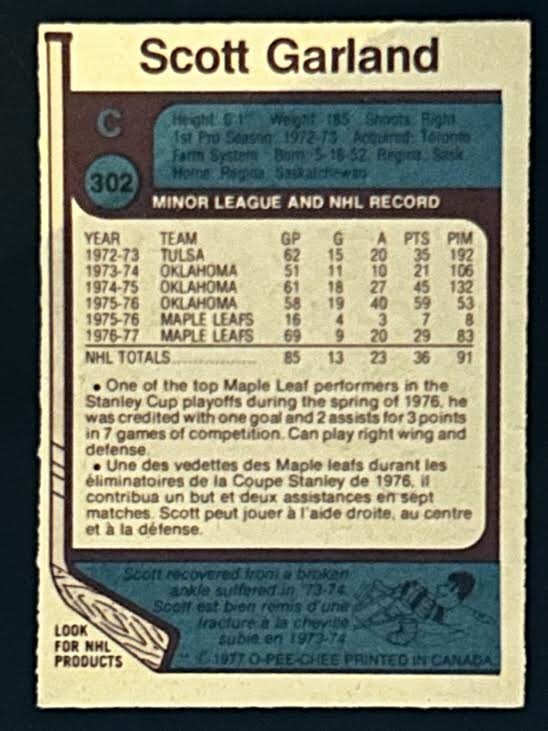 Scott Garland
C
Height: 6'1" Weight: 185 Shoots: Right
1st Pro Season: 1972-73 Acquired: Toronto
Farm System Born: 5-16-52, Regina, Sask.
Home: Regina, Saskatchewan
302
MINOR LEAGUE AND NHL RECORD
YEAR TEAM GP G A PTS PIM
1972-73 TULSA 62 15 20 35 192
1973-74 OKLAHOMA 51 11 10 21 106
1974-75 OKLAHOMA 61 18 27 45 132
1975-76 OKLAHOMA 58 19 40 59 53
1975-76 MAPLE LEAFS 16 4 3 7 8
1976-77 MAPLE LEAFS 69 9 20 29 83
NHL TOTALS 85 13 23 36 91
• One of the top Maple Leaf performers in the
Stanley Cup playoffs during the spring of 1976, he
was credited with one goal and 2 assists for 3 points
in 7 games of competition. Can play right wing and
defense.
• Une des vedettes des Maple leafs durant les
éliminatoires de la Coupe Stanley de 1976, il
contribua un but et deux assistances en sept
matches. Scott peut jouer à l'aide droite, au centre
et à la défense.
Scott recovered from a broken
ankle suffered in '73-74.
Scott est bien remis d'une
fracture à la cheville
subie en 1973-74
LOOK
FOR NHL
PRODUCTS
** © 1977 O-PEE-CHEE PRINTED IN CANADA